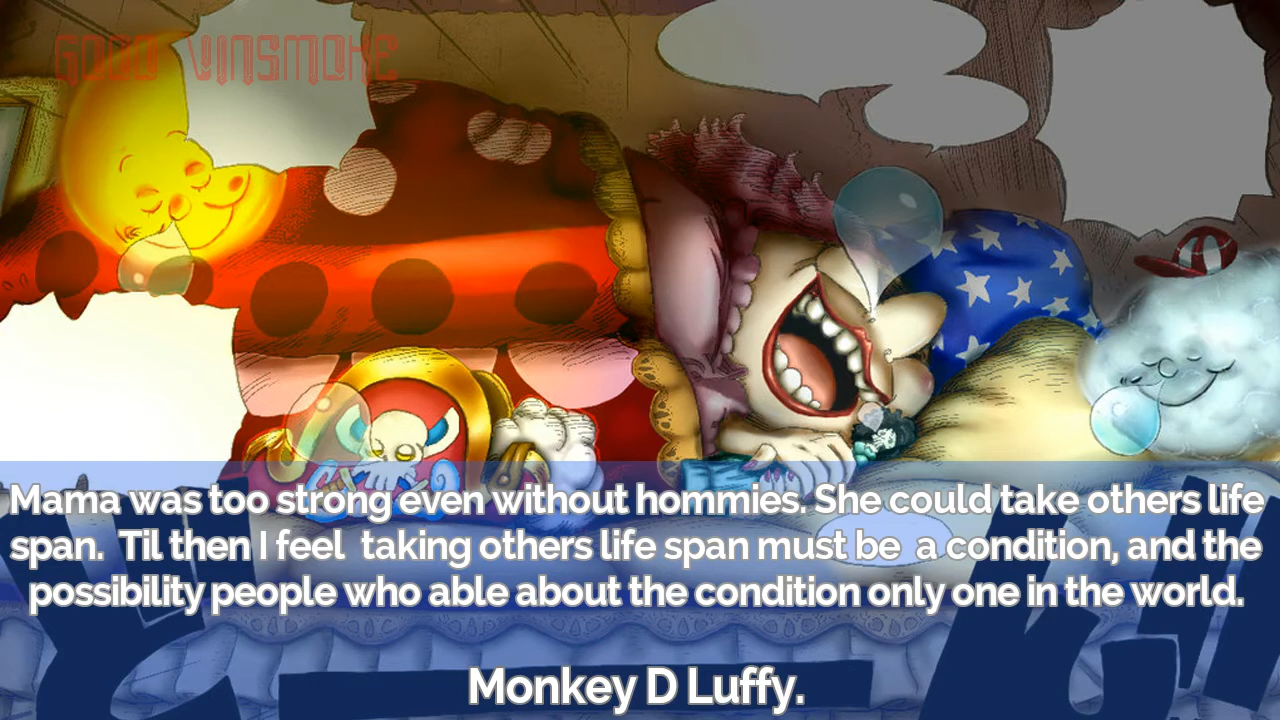 GOOD VINSMOKE
Mama was too strong even without hommies. She could take others life
span. Til then I feel taking others life span must be a condition, and the
possibility people who able about the condition only one in the world.
Monkey D Luffy.